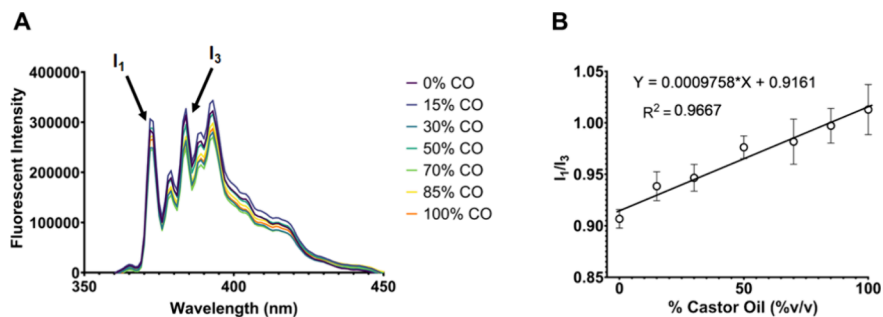 A
I1
I3
400000
300000
200000
100000
0
Fluorescent Intensity
350
400
450
Wavelength (nm)
0% CO
15% CO
30% CO
50% CO
70% CO
85% CO
100% CO
B
Y = 0.0009758*X + 0.9161
R² = 0.9667
1.05
1.00
0.95
0.90
0.85
I1/I3
0
50
100
% Castor Oil (%v/v)